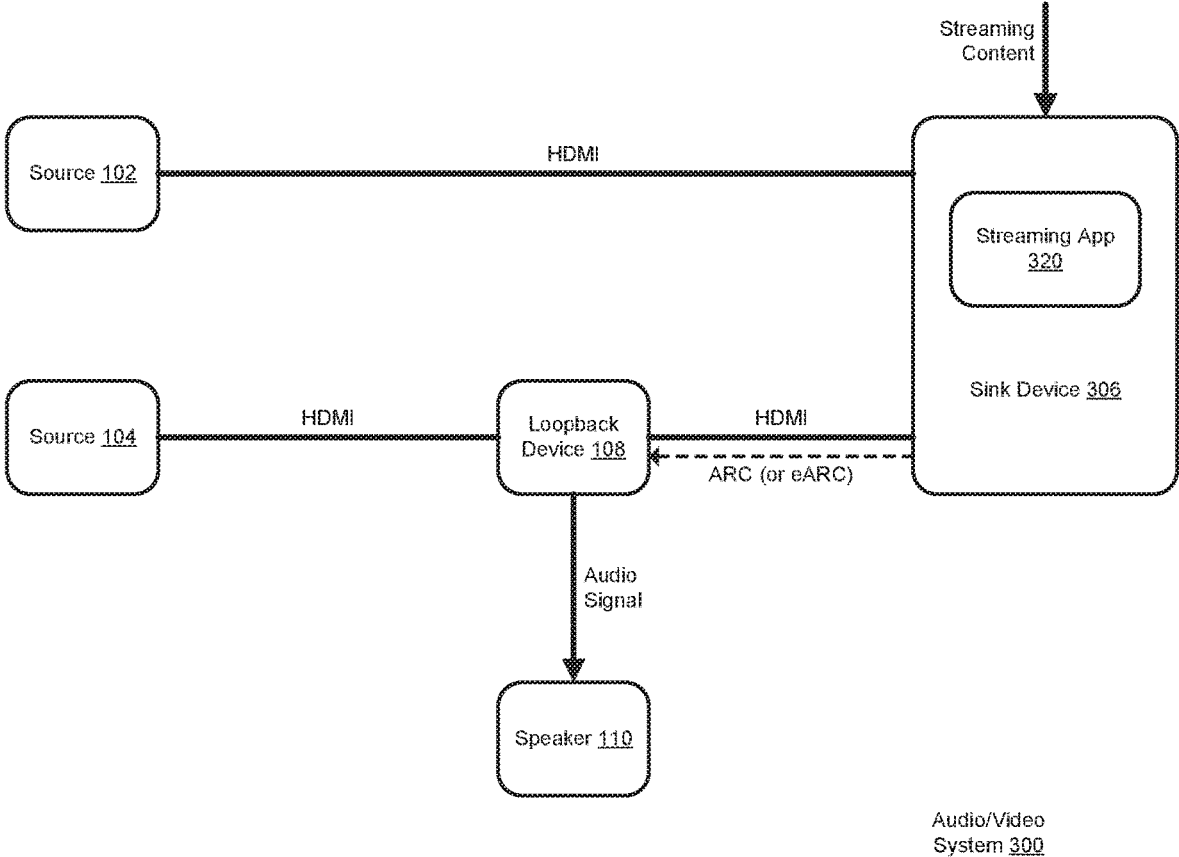 Streaming
Content
Source 102
HDMI
Streaming App
320
Sink Device 306
Source 104
HDMI
Loopback
Device 108
HDMI
ARC (or eARC)
Audio
Signal
Speaker 110
Audio/Video
System 300